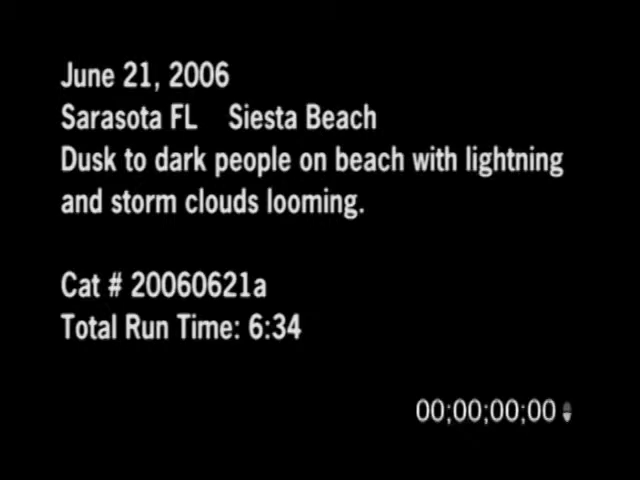 June 21, 2006
Sarasota FL Siesta Beach
Dusk to dark people on beach with lightning
and storm clouds looming.
Cat # 20060621a
Total Run Time: 6:34
00;00;00;00